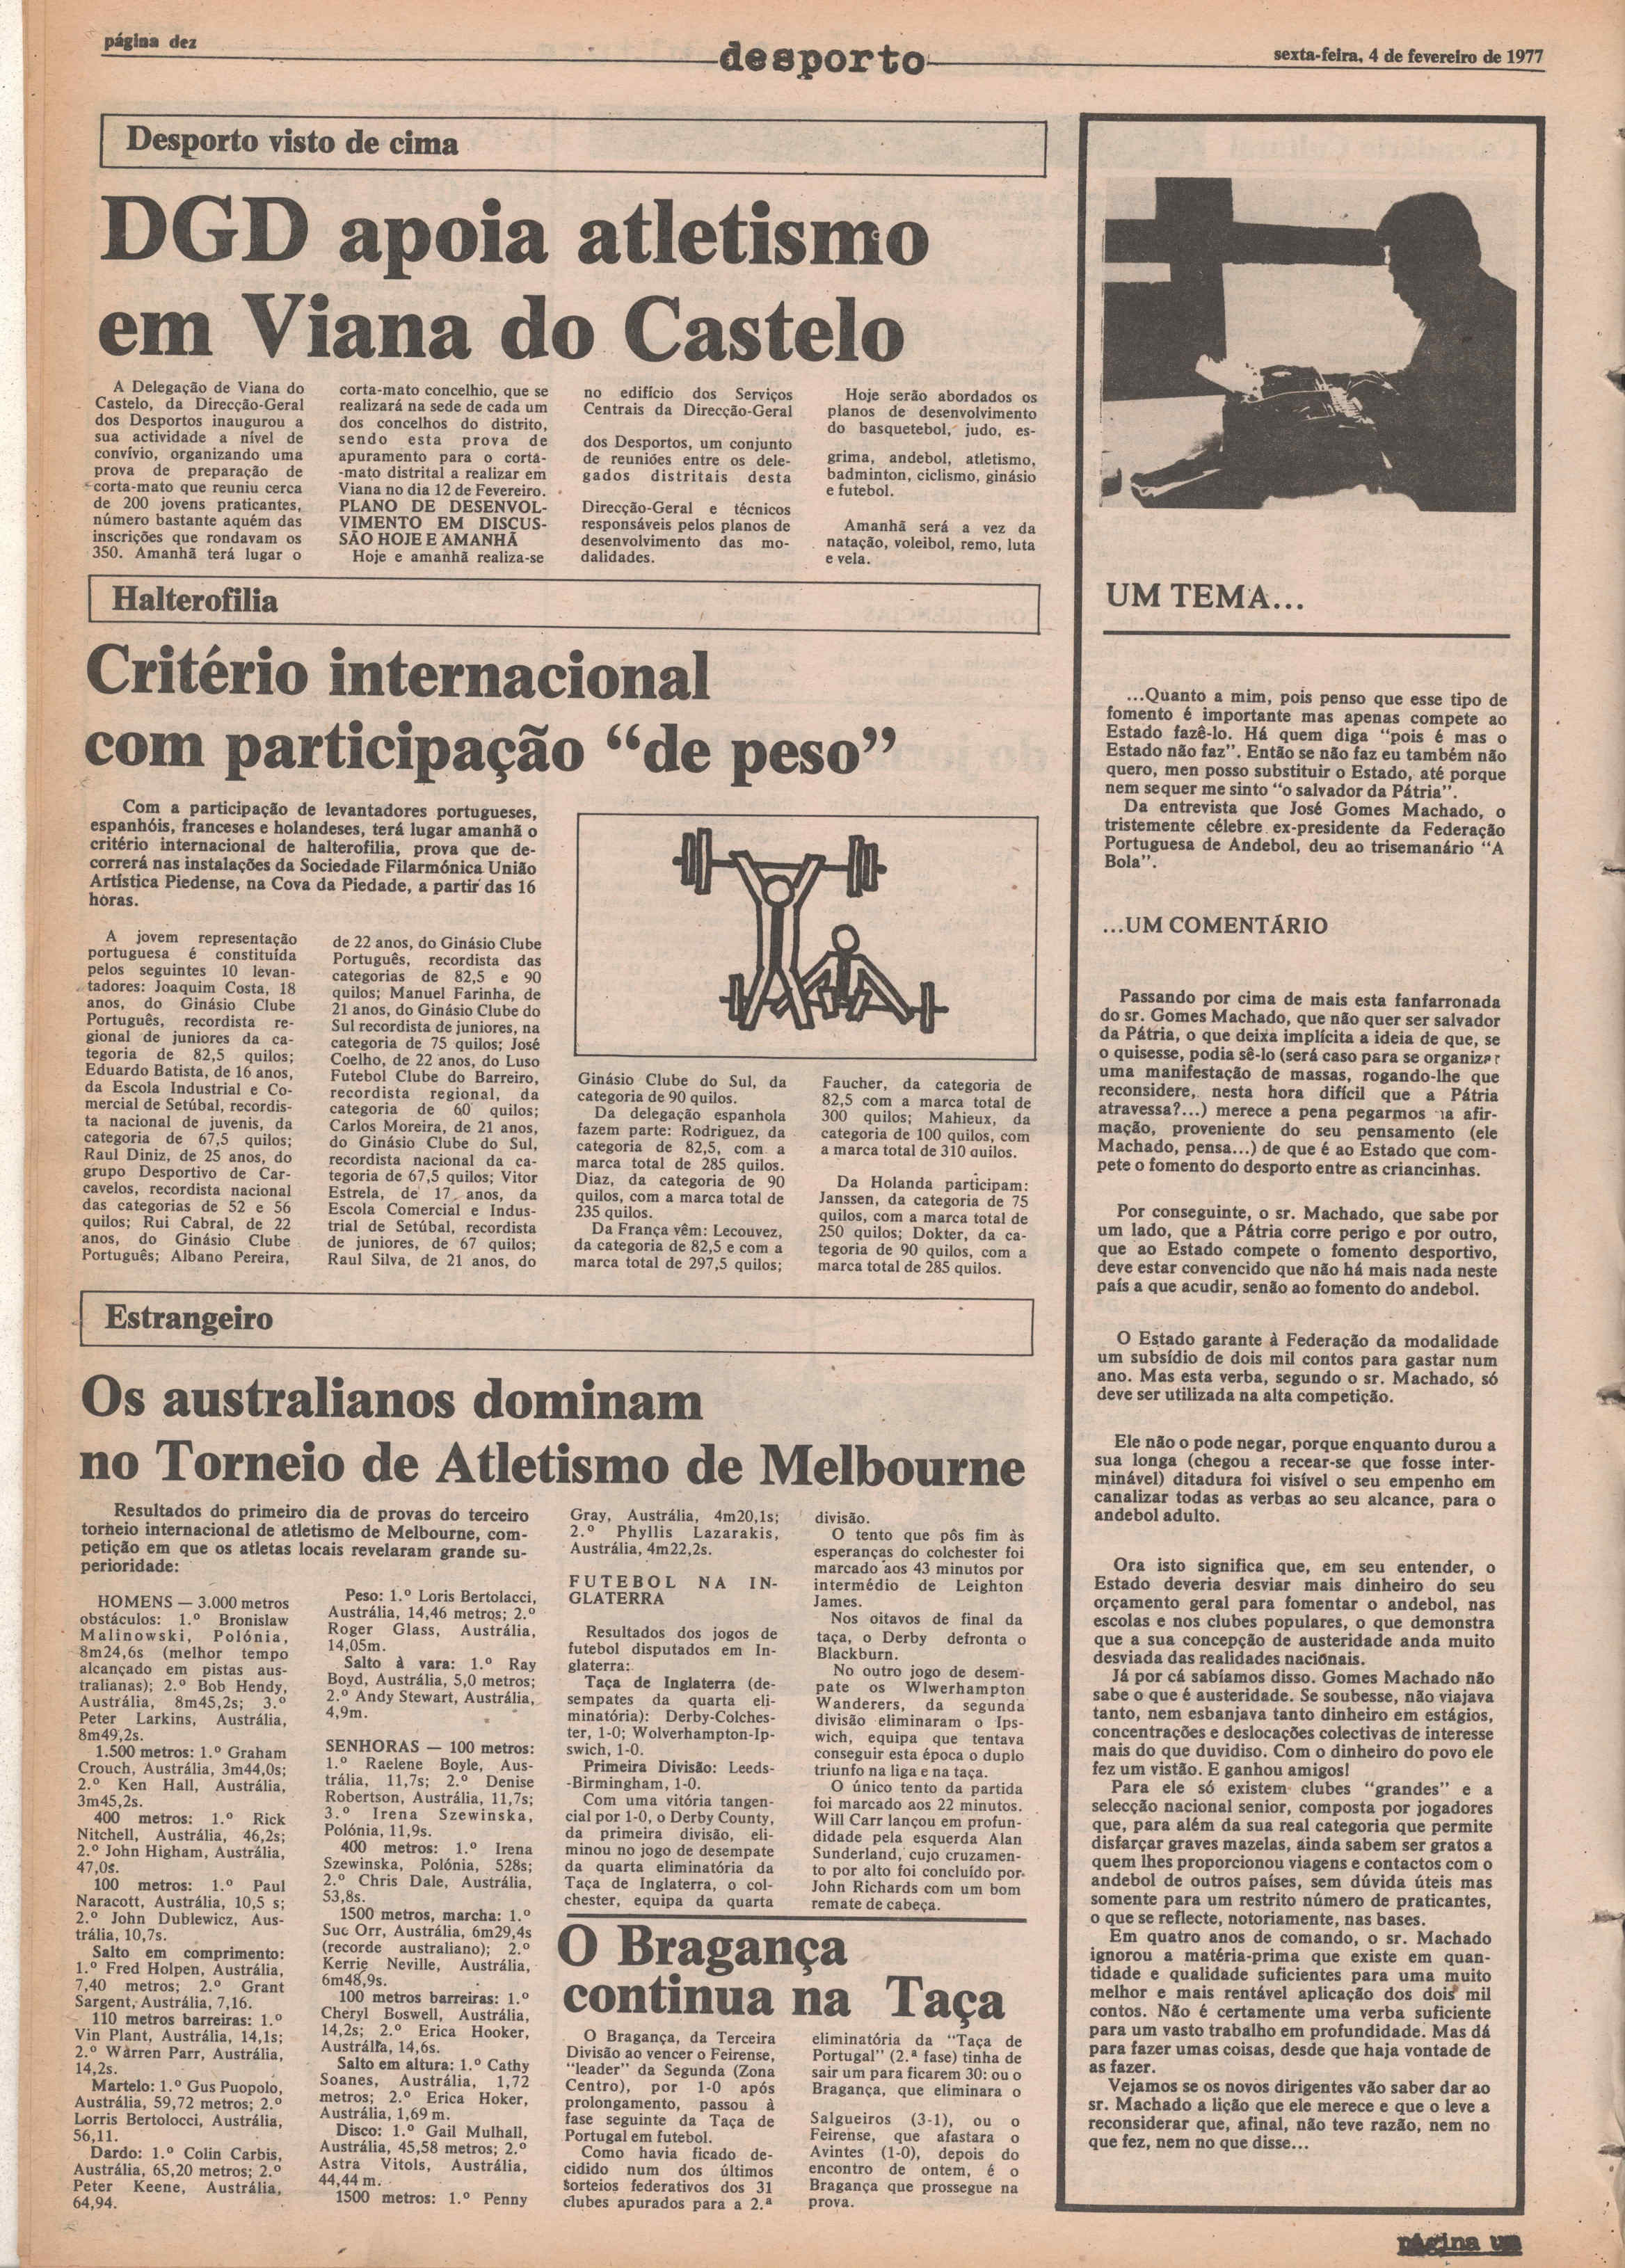 página dez
desporto
sexta-feira, 4 de fevereiro de 1977
Desporto visto de cima
DGD apoia atletismo
em Viana do Castelo
A Delegação de Viana do
Castelo, da Direcção-Geral
dos Desportos inaugurou a
sua actividade a nível de
convívio, organizando uma
prova de preparação de
corta-mato que reuniu cerca
de 200 jovens praticantes,
número bastante aquém das
inscrições que rondavam os
350. Amanhã terá lugar o
corta-mato concelhio, que se
realizará na sede de cada um
dos concelhos do distrito,
sendo esta prova de
apuramento para o corta-
-mato distrital a realizar em
Viana no dia 12 de Fevereiro.
PLANO DE DESENVOL-
VIMENTO EM DISCUS-
SÃO HOJE E AMANHÃ
Hoje e amanhã realiza-se
no edifício dos Serviços
Centrais da Direcção-Geral
dos Desportos, um conjunto
de reuniões entre os dele-
gados distritais desta
Direcção-Geral e técnicos
responsáveis pelos planos de
desenvolvimento das mo-
dalidades.
Hoje serão abordados os
planos de desenvolvimento
do basquetebol, judo, es-
grima, andebol, atletismo,
badminton, ciclismo, ginásio
e futebol.
Amanhã será a vez da
natação, voleibol, remo, luta
e vela.
Halterofilia
Critério internacional
com participação “de peso”
Com a participação de levantadores portugueses,
espanhóis, franceses e holandeses, terá lugar amanhã o
critério internacional de halterofilia, prova que de-
correrá nas instalações da Sociedade Filarmónica União
Artística Piedense, na Cova da Piedade, a partir das 16
horas.
A jovem representação
portuguesa é constituída
pelos seguintes 10 levan-
tadores: Joaquim Costa, 18
anos, do Ginásio Clube
Português, recordista re-
gional de juniores da ca-
tegoria de 82,5 quilos;
Eduardo Batista, de 16 anos,
da Escola Industrial e Co-
mercial de Setúbal, recordis-
ta nacional de juvenis, da
categoria de 67,5 quilos;
Raul Diniz, de 25 anos, do
grupo Desportivo de Car-
cavelos, recordista nacional
das categorias de 52 e 56
quilos; Rui Cabral, de 22
anos, do Ginásio Clube
Português; Albano Pereira,
de 22 anos, do Ginásio Clube
Português, recordista das
categorias de 82,5 e 90
quilos; Manuel Farinha, de
21 anos, do Ginásio Clube do
Sul recordista de juniores, na
categoria de 75 quilos; José
Coelho, de 22 anos, do Luso
Futebol Clube do Barreiro,
recordista regional, da
categoria de 60 quilos;
Carlos Moreira, de 21 anos,
do Ginásio Clube do Sul,
recordista nacional da ca-
tegoria de 67,5 quilos; Vitor
Estrela, de 17 anos, da
Escola Comercial e Indus-
trial de Setúbal, recordista
de juniores, de 67 quilos;
Raul Silva, de 21 anos, do
Ginásio Clube do Sul, da
categoria de 90 quilos.
Da delegação espanhola
fazem parte: Rodriguez, da
categoria de 82,5, com a
marca total de 285 quilos.
Diaz, da categoria de 90
quilos, com a marca total de
235 quilos.
Da França vêm: Lecouvez,
da categoria de 82,5 e com a
marca total de 297,5 quilos;
Faucher, da categoria de
82,5 com a marca total de
300 quilos; Mahieux, da
categoria de 100 quilos, com
a marca total de 310 quilos.
Da Holanda participam:
Janssen, da categoria de 75
quilos, com a marca total de
250 quilos; Dokter, da ca-
tegoria de 90 quilos, com a
marca total de 285 quilos.
Estrangeiro
Os australianos dominam
no Torneio de Atletismo de Melbourne
Resultados do primeiro dia de provas do terceiro
torneio internacional de atletismo de Melbourne, com-
petição em que os atletas locais revelaram grande su-
perioridade:
HOMENS — 3.000 metros
obstáculos: 1.º Bronislaw
Malinowski, Polónia,
8m24,6s (melhor tempo
alcançado em pistas aus-
tralianas); 2.º Bob Hendy,
Austrália, 8m45,2s; 3.º
Peter Larkins, Austrália,
8m49,2s.
1.500 metros: 1.º Graham
Crouch, Austrália, 3m44,0s;
2.º Ken Hall, Austrália,
3m45,2s.
400 metros: 1.º Rick
Nitchell, Austrália, 46,2s;
2.º John Higham, Austrália,
47,0s.
100 metros: 1.º Paul
Naracott, Austrália, 10,5 s;
2.º John Dublewicz, Aus-
trália, 10,7s.
Salto em comprimento:
1.º Fred Holpen, Austrália,
7,40 metros; 2.º Grant
Sargent, Austrália, 7,16.
110 metros barreiras: 1.º
Vin Plant, Austrália, 14,1s;
2.º Warren Parr, Austrália,
14,2s.
Martelo: 1.º Gus Puopolo,
Austrália, 59,72 metros; 2.º
Lorris Bertolocci, Austrália,
56,11.
Dardo: 1.º Colin Carbis,
Austrália, 65,20 metros; 2.º
Peter Keene, Austrália,
64,94.
Peso: 1.º Loris Bertolacci,
Austrália, 14,46 metros; 2.º
Roger Glass, Austrália,
14,05m.
Salto à vara: 1.º Ray
Boyd, Austrália, 5,0 metros;
2.º Andy Stewart, Austrália,
4,9m.
SENHORAS — 100 metros:
1.º Raelene Boyle, Aus-
trália, 11,7s; 2.º Denise
Robertson, Austrália, 11,7s;
3.º Irena Szewinska,
Polónia, 11,9s.
400 metros: 1.º Irena
Szewinska, Polónia, 528s;
2.º Chris Dale, Austrália,
53,8s.
1500 metros, marcha: 1.º
Suc Orr, Austrália, 6m29,4s
(recorde australiano); 2.º
Kerrie Neville, Austrália,
6m48,9s.
100 metros barreiras: 1.º
Cheryl Boswell, Austrália,
14,2s; 2.º Erica Hooker,
Austrálfa, 14,6s.
Salto em altura: 1.º Cathy
Soanes, Austrália, 1,72
metros; 2.º Erica Hoker,
Austrália, 1,69 m.
Disco: 1.º Gail Mulhall,
Austrália, 45,58 metros; 2.º
Astra Vitols, Austrália,
44,44 m.
1500 metros: 1.º Penny
Gray, Austrália, 4m20,1s;
2.º Phyllis Lazarakis,
Austrália, 4m22,2s.
FUTEBOL NA IN-
GLATERRA
Resultados dos jogos de
futebol disputados em In-
glaterra:
Taça de Inglaterra (de-
sempates da quarta eli-
minatória): Derby-Colches-
ter, 1-0; Wolverhampton-Ip-
swich, 1-0.
Primeira Divisão: Leeds-
-Birmingham, 1-0.
Com uma vitória tangen-
cial por 1-0, o Derby County,
da primeira divisão, eli-
minou no jogo de desempate
da quarta eliminatória da
Taça de Inglaterra, o col-
chester, equipa da quarta
divisão.
O tento que pôs fim às
esperanças do colchester foi
marcado aos 43 minutos por
intermédio de Leighton
James.
Nos oitavos de final da
taça, o Derby defronta o
Blackburn.
No outro jogo de desem-
pate os Wlwerhampton
Wanderers, da segunda
divisão eliminaram o Ips-
wich, equipa que tentava
conseguir esta época o duplo
triunfo na liga e na taça.
O único tento da partida
foi marcado aos 22 minutos.
Will Carr lançou em profun-
didade pela esquerda Alan
Sunderland, cujo cruzamen-
to por alto foi concluído por
John Richards com um bom
remate de cabeça.
O Bragança
continua na Taça
O Bragança, da Terceira
Divisão ao vencer o Feirense,
“leader” da Segunda (Zona
Centro), por 1-0 após
prolongamento, passou à
fase seguinte da Taça de
Portugal em futebol.
Como havia ficado de-
cidido num dos últimos
sorteios federativos dos 31
clubes apurados para a 2.ª
eliminatória da “Taça de
Portugal” (2.ª fase) tinha de
sair um para ficarem 30: ou o
Bragança, que eliminara o
Salgueiros (3-1), ou o
Feirense, que afastara o
Avintes (1-0), depois do
encontro de ontem, é o
Bragança que prossegue na
prova.
UM TEMA...
...Quanto a mim, pois penso que esse tipo de
fomento é importante mas apenas compete ao
Estado fazê-lo. Há quem diga “pois é mas o
Estado não faz”. Então se não faz eu também não
quero, men posso substituir o Estado, até porque
nem sequer me sinto “o salvador da Pátria”.
Da entrevista que José Gomes Machado, o
tristemente célebre ex-presidente da Federação
Portuguesa de Andebol, deu ao trisemanário “A
Bola”.
...UM COMENTÁRIO
Passando por cima de mais esta fanfarronada
do sr. Gomes Machado, que não quer ser salvador
da Pátria, o que deixa implícita a ideia de que, se
o quisesse, podia sê-lo (será caso para se organizar
uma manifestação de massas, rogando-lhe que
reconsidere, nesta hora difícil que a Pátria
atravessa?...) merece a pena pegarmos na afir-
mação, proveniente do seu pensamento (ele
Machado, pensa...) de que é ao Estado que com-
pete o fomento do desporto entre as criancinhas.
Por conseguinte, o sr. Machado, que sabe por
um lado, que a Pátria corre perigo e por outro,
que ao Estado compete o fomento desportivo,
deve estar convencido que não há mais nada neste
país a que acudir, senão ao fomento do andebol.
O Estado garante à Federação da modalidade
um subsídio de dois mil contos para gastar num
ano. Mas esta verba, segundo o sr. Machado, só
deve ser utilizada na alta competição.
Ele não o pode negar, porque enquanto durou a
sua longa (chegou a recear-se que fosse inter-
minável) ditadura foi visível o seu empenho em
canalizar todas as verbas ao seu alcance, para o
andebol adulto.
Ora isto significa que, em seu entender, o
Estado deveria desviar mais dinheiro do seu
orçamento geral para fomentar o andebol, nas
escolas e nos clubes populares, o que demonstra
que a sua concepção de austeridade anda muito
desviada das realidades nacionais.
Já por cá sabíamos disso. Gomes Machado não
sabe o que é austeridade. Se soubesse, não viajava
tanto, nem esbanjava tanto dinheiro em estágios,
concentrações e deslocações colectivas de interesse
mais do que duvidiso. Com o dinheiro do povo ele
fez um vistão. E ganhou amigos!
Para ele só existem clubes “grandes” e a
selecção nacional senior, composta por jogadores
que, para além da sua real categoria que permite
disfarçar graves mazelas, ainda sabem ser gratos a
quem lhes proporcionou viagens e contactos com o
andebol de outros países, sem dúvida úteis mas
somente para um restrito número de praticantes,
o que se reflecte, notoriamente, nas bases.
Em quatro anos de comando, o sr. Machado
ignorou a matéria-prima que existe em quan-
tidade e qualidade suficientes para uma muito
melhor e mais rentável aplicação dos dois mil
contos. Não é certamente uma verba suficiente
para um vasto trabalho em profundidade. Mas dá
para fazer umas coisas, desde que haja vontade de
as fazer.
Vejamos se os novos dirigentes vão saber dar ao
sr. Machado a lição que ele merece e que o leve a
reconsiderar que, afinal, não teve razão, nem no
que fez, nem no que disse...
página um